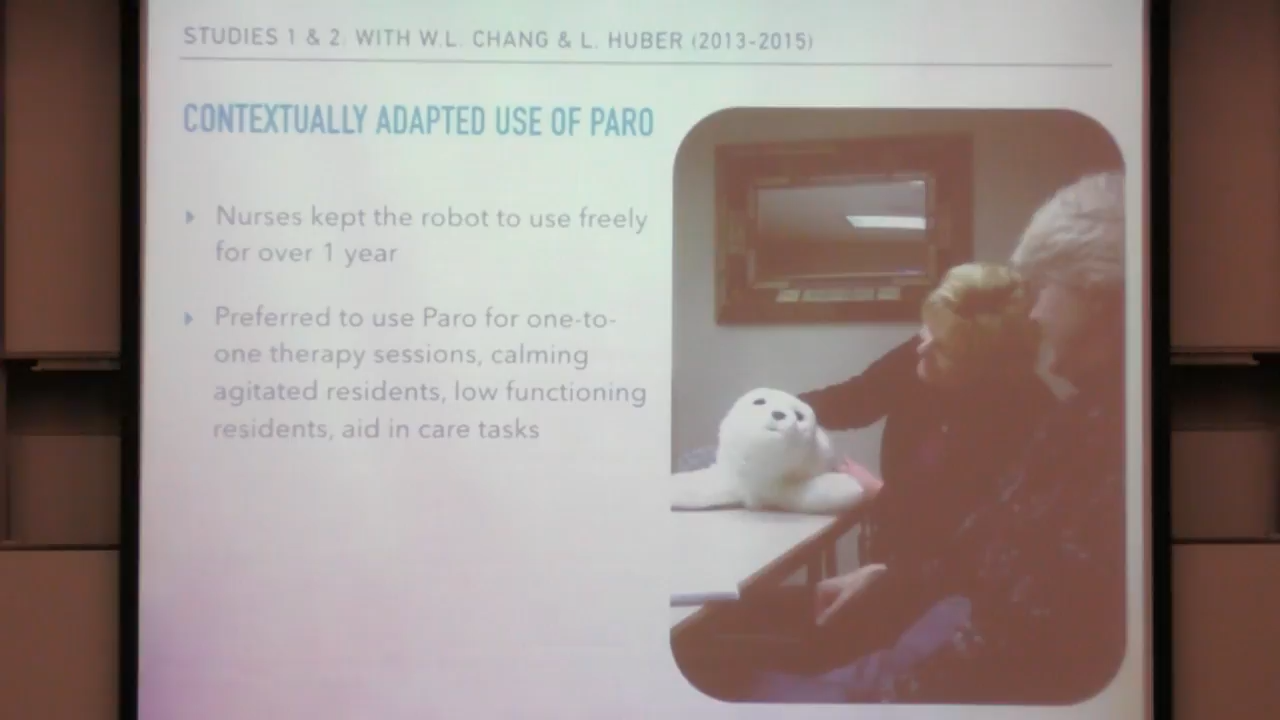 STUDIES 1 & 2: WITH W.L. CHANG & L. HUBER (2013-2015)
CONTEXTUALLY ADAPTED USE OF PARO
Nurses kept the robot to use freely
for over 1 year
Preferred to use Paro for one-to-
one therapy sessions, calming
agitated residents, low functioning
residents, aid in care tasks